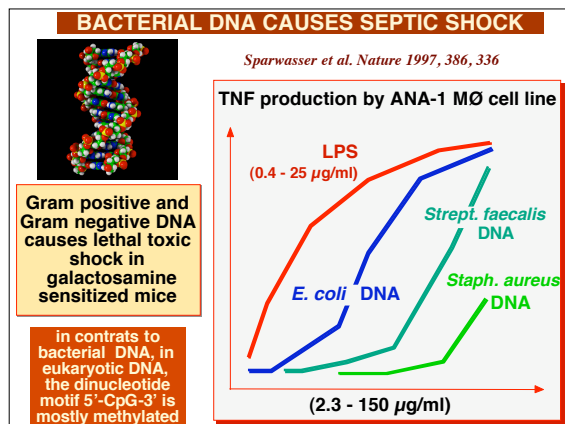 BACTERIAL DNA CAUSES SEPTIC SHOCK
Sparwasser et al. Nature 1997, 386, 336
Gram positive and
Gram negative DNA
causes lethal toxic
shock in
galactosamine
sensitized mice
in contrats to
bacterial DNA, in
eukaryotic DNA,
the dinucleotide
motif 5'-CpG-3' is
mostly methylated
TNF production by ANA-1 MØ cell line
LPS
(0.4 - 25 µg/ml)
Strept. faecalis
DNA
E. coli DNA
Staph. aureus
DNA
(2.3 - 150 µg/ml)